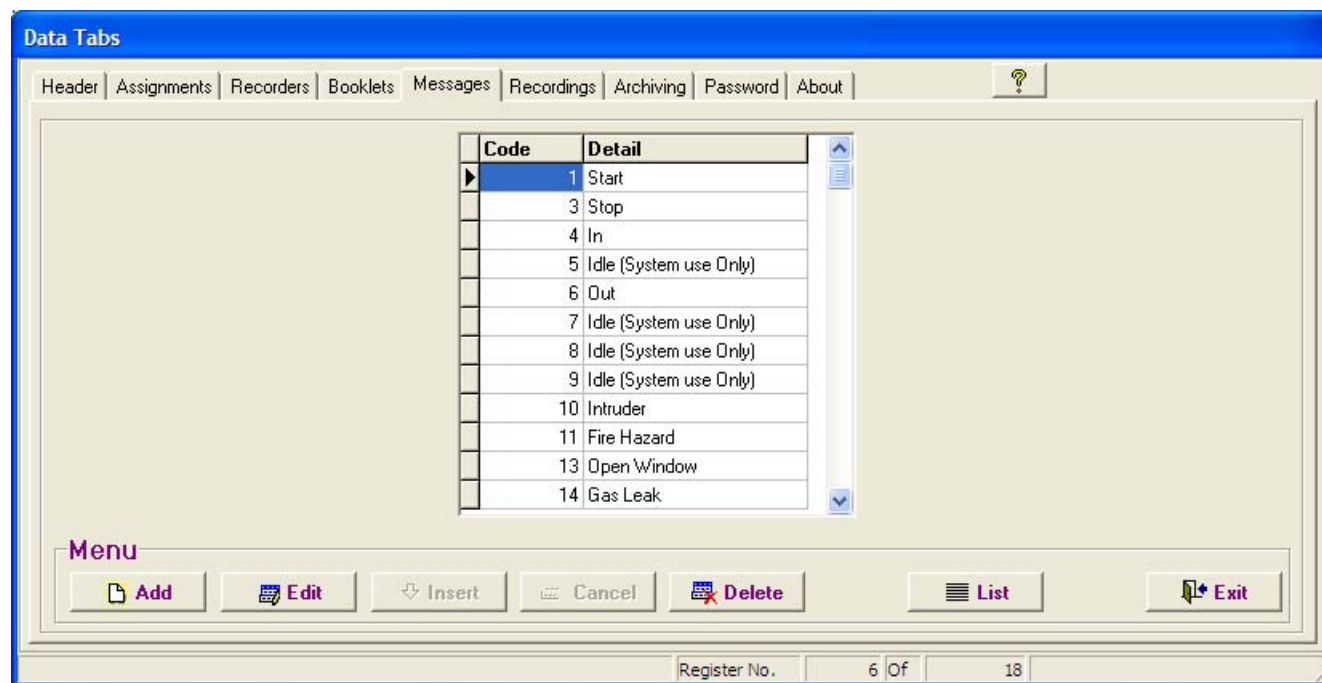 Data Tabs
Header Assignments Recorders Booklets Messages Recordings Archiving Password About ?
Code Detail
1 Start
3 Stop
4 In
5 Idle (System use Only)
6 Out
7 Idle (System use Only)
8 Idle (System use Only)
9 Idle (System use Only)
10 Intruder
11 Fire Hazard
13 Open Window
14 Gas Leak
Menu
Add Edit Insert Cancel Delete List Exit
Register No. 6 Of 18